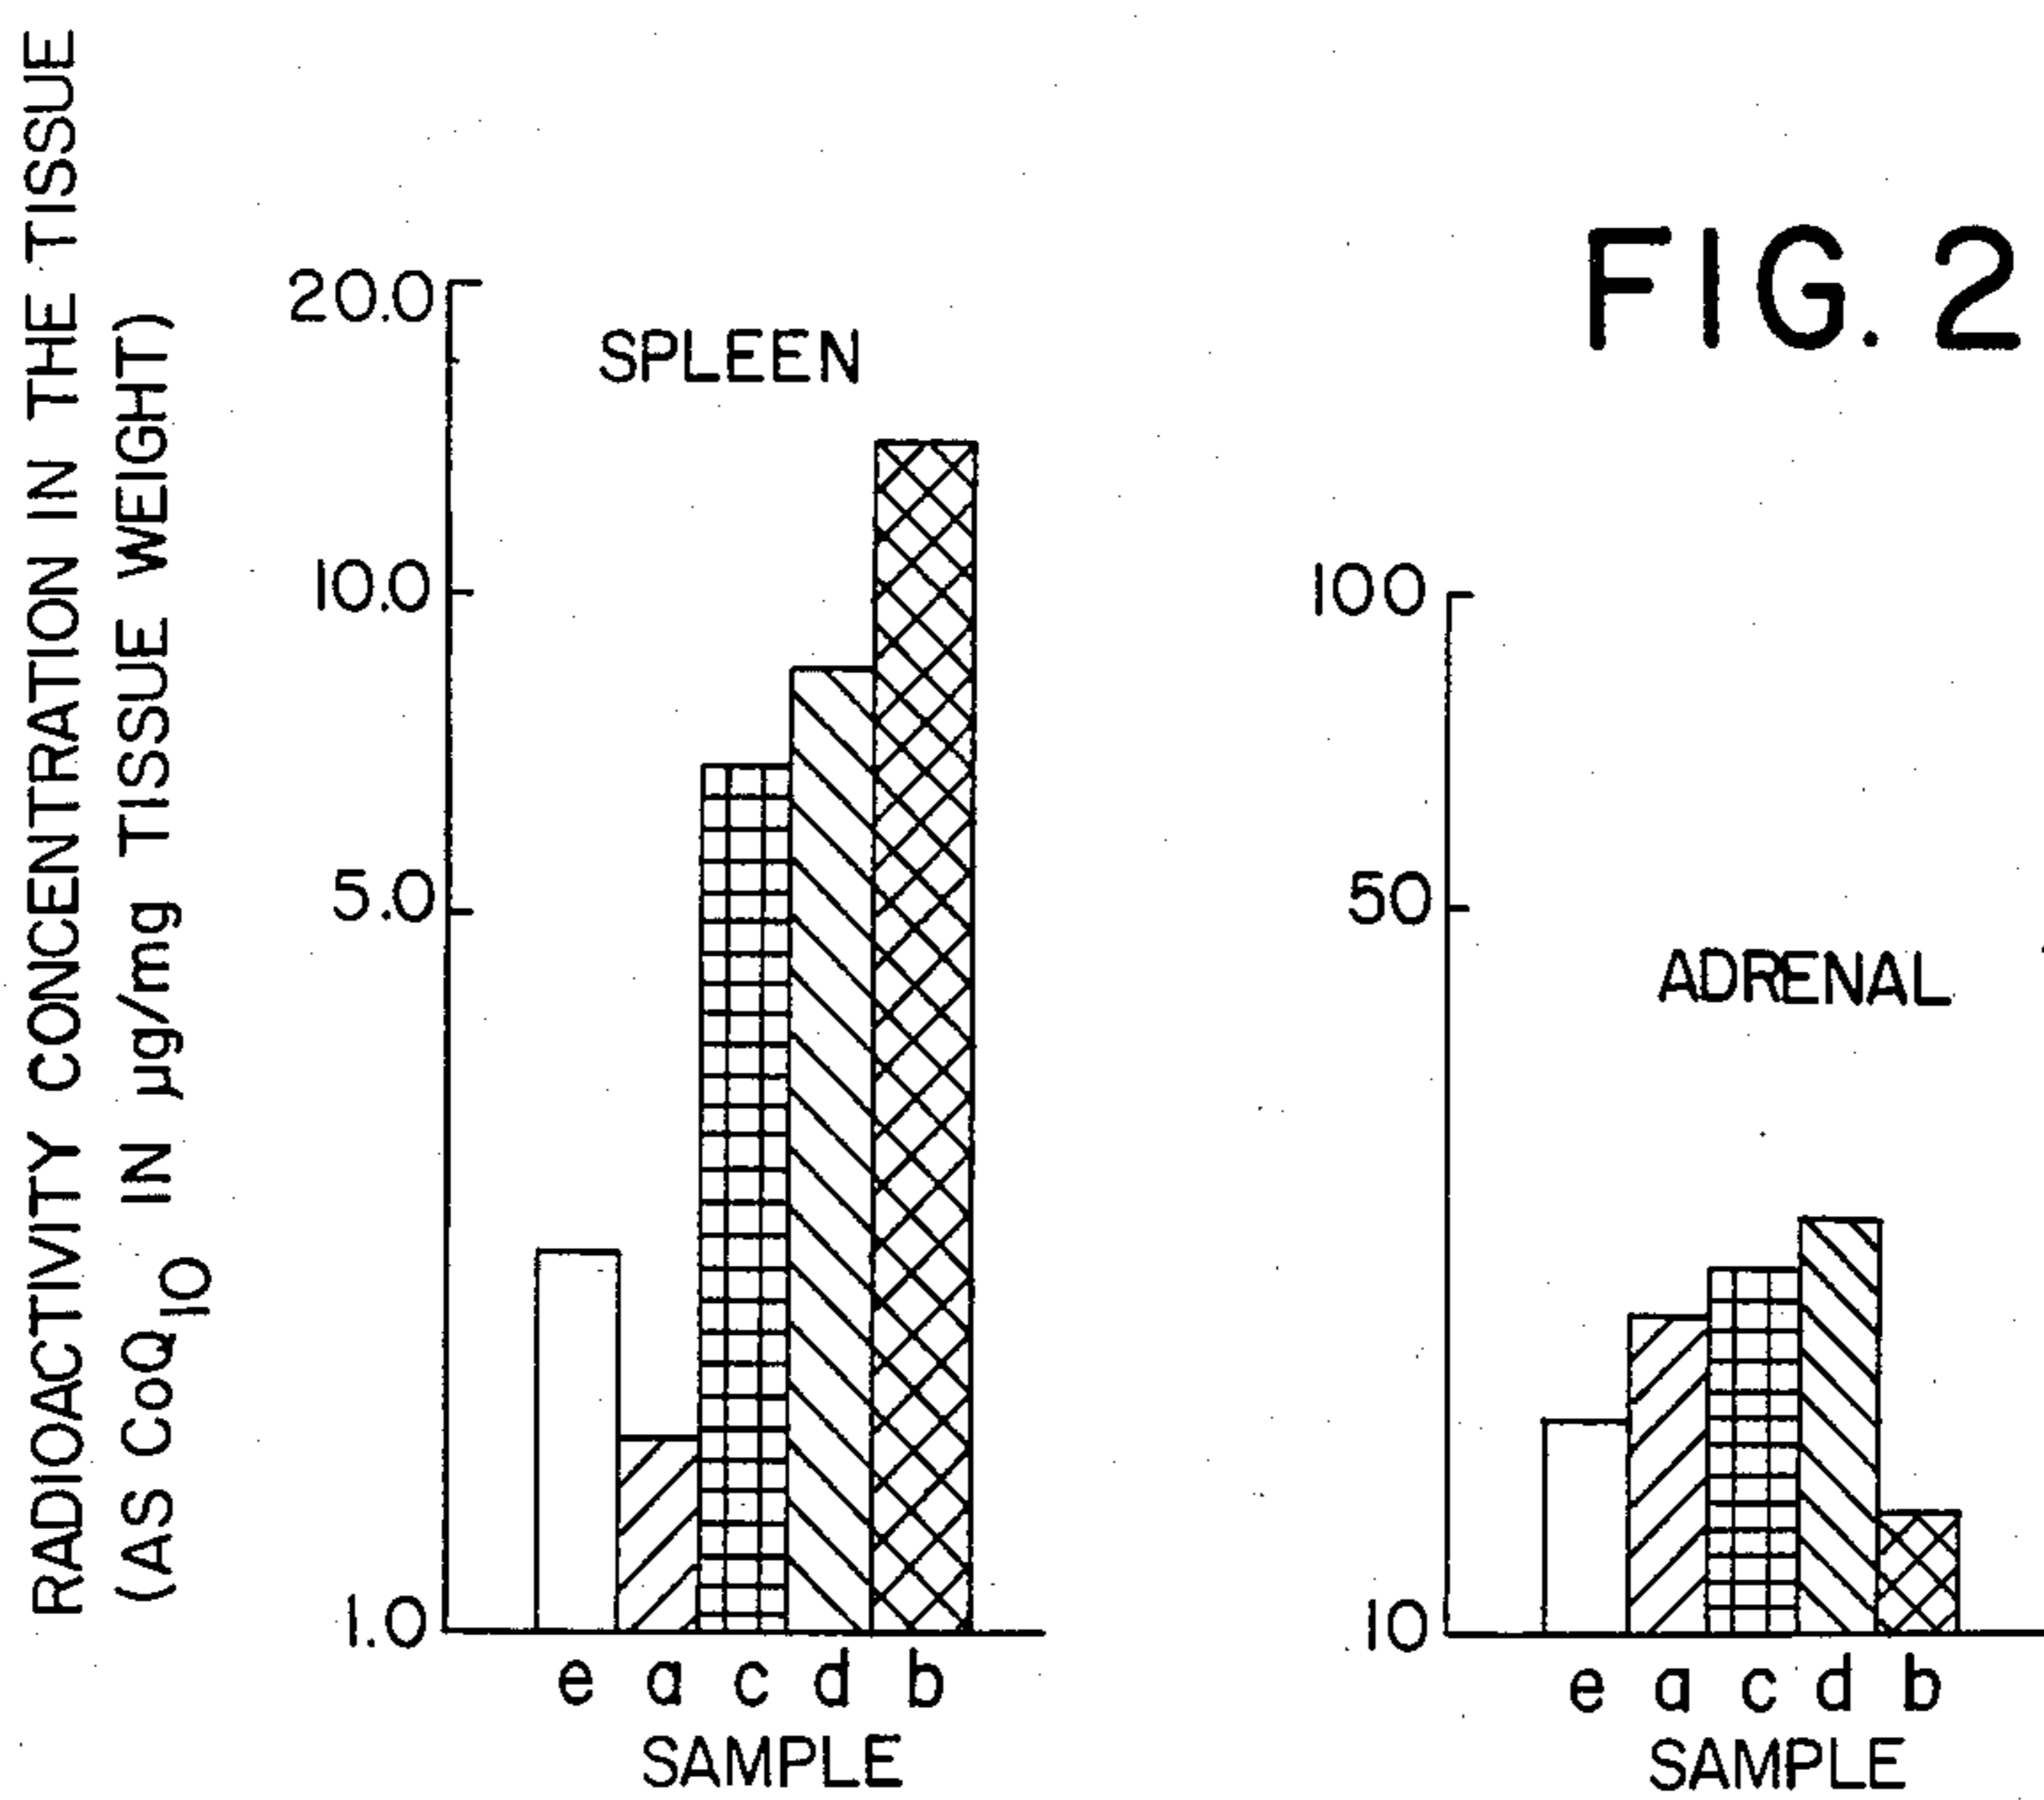 RADIOACTIVITY CONCENTRATION IN THE TISSUE
(AS CoQ10 IN µg/mg TISSUE WEIGHT)
FIG. 2
SPLEEN
20.0
10.0
5.0
1.0
e a c d b
SAMPLE
ADRENAL
100
50
10
e a c d b
SAMPLE